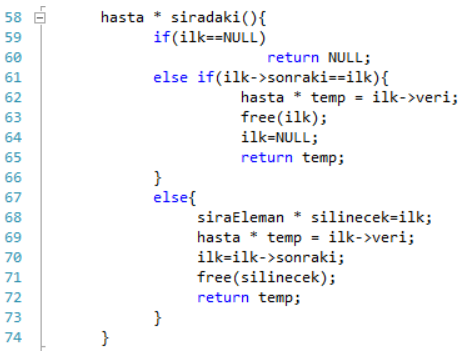 58 hasta * siradaki(){
59 if(ilk==NULL)
60 return NULL;
61 else if(ilk->sonraki==ilk){
62 hasta * temp = ilk->veri;
63 free(ilk);
64 ilk=NULL;
65 return temp;
66 }
67 else{
68 siraEleman * silinecek=ilk;
69 hasta * temp = ilk->veri;
70 ilk=ilk->sonraki;
71 free(silinecek);
72 return temp;
73 }
74 }